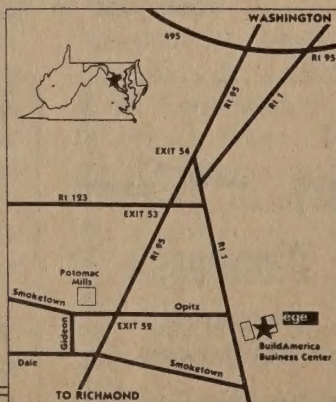 WASHINGTON
495
Rt 95
Rt 95
Rt 1
EXIT 54
Rt 123
EXIT 53
Rt 95
Rt 1
Potomac
Mills
Smoketown
Opitz
Gideon
EXIT 52
ege
BuildAmerica
Business Center
Dale
Smoketown
TO RICHMOND